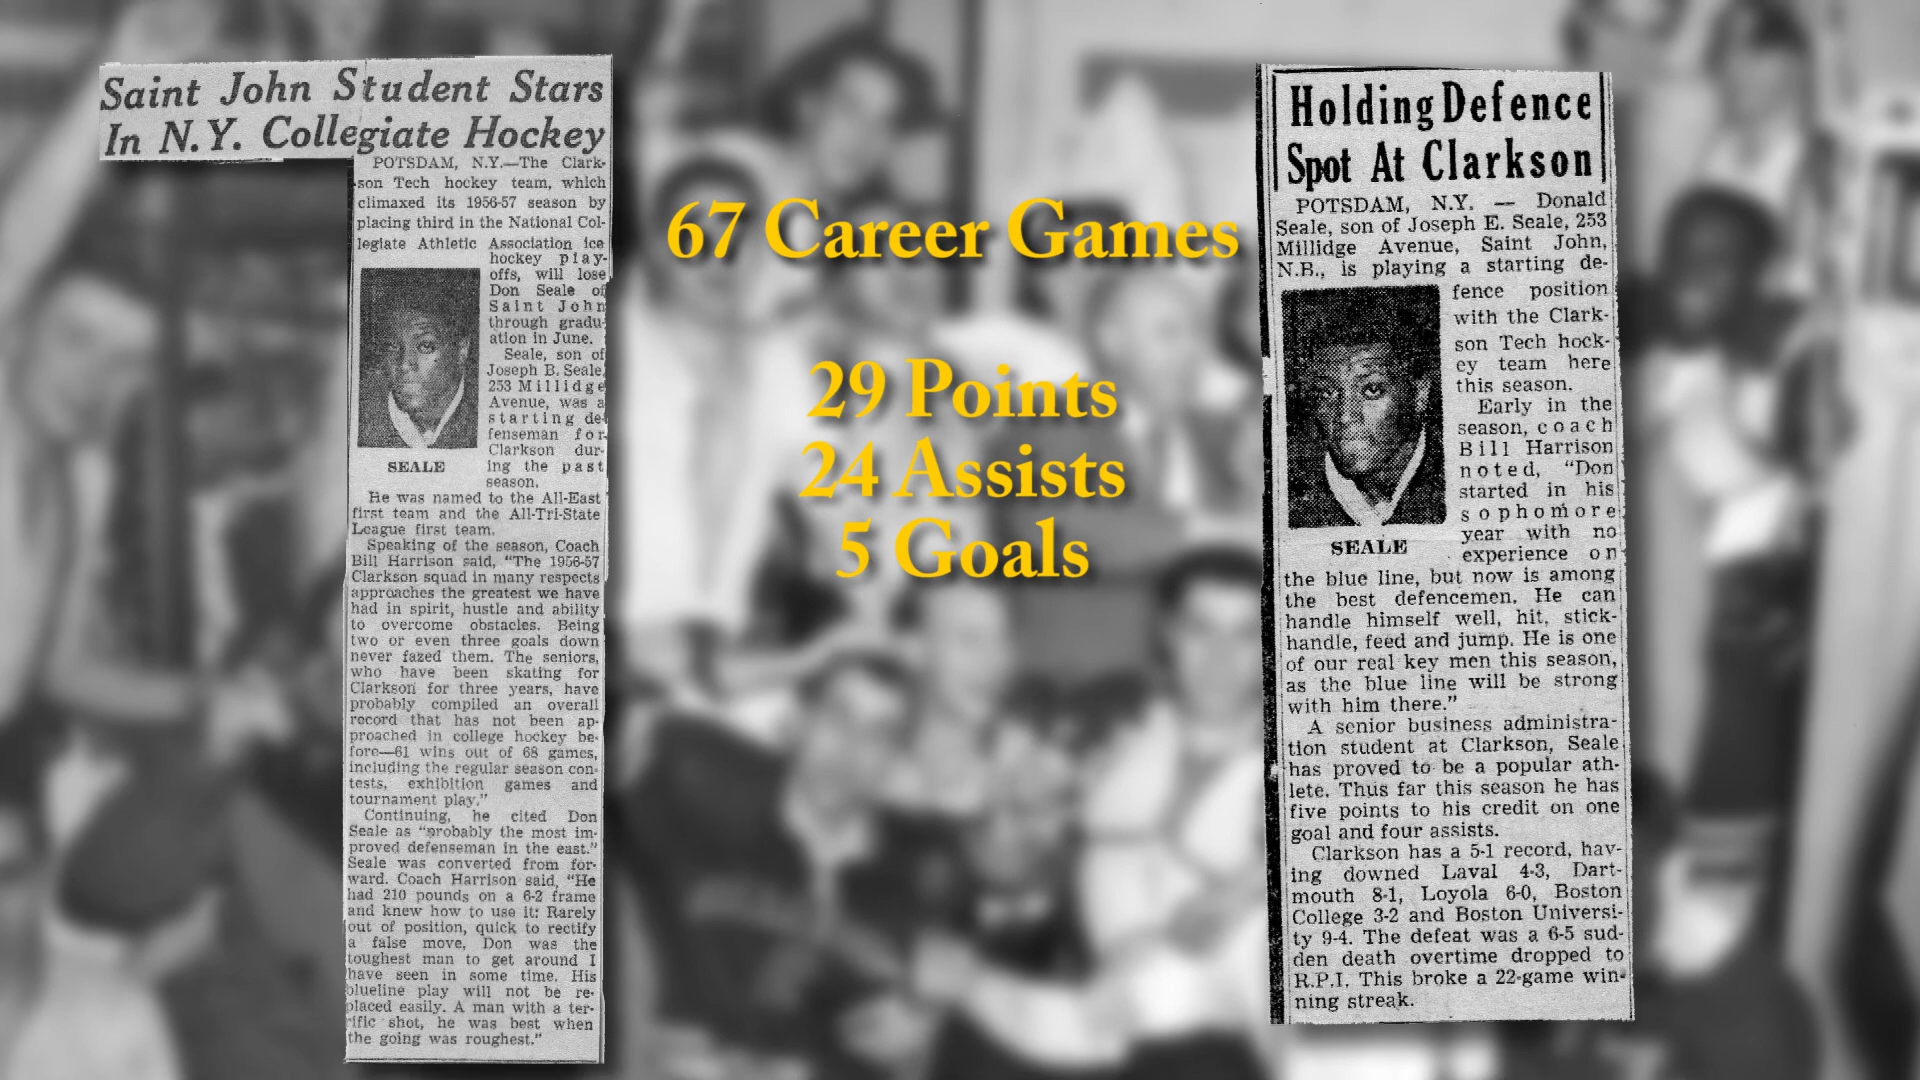 Saint John Student Stars
In N.Y. Collegiate Hockey
POTSDAM, N.Y.—The Clark-
son Tech hockey team, which
climaxed its 1956-57 season by
placing third in the National Col-
legiate Athletic Association ice
hockey play-
offs, will lose
Don Seale of
Saint John
through gradu-
ation in June.
Seale, son of
Joseph B. Seale,
253 Millidge
Avenue, was a
starting de-
fenseman for
Clarkson dur-
ing the past
season.
SEALE
He was named to the All-East
first team and the All-Tri-State
League first team.
Speaking of the season, Coach
Bill Harrison said, "The 1956-57
Clarkson squad in many respects
approaches the greatest we have
had in spirit, hustle and ability
to overcome obstacles. Being
two or even three goals down
never fazed them. The seniors,
who have been skating for
Clarkson for three years, have
probably compiled an overall
record that has not been ap-
proached in college hockey be-
fore—61 wins out of 68 games,
including the regular season con-
tests, exhibition games and
tournament play."
Continuing, he cited Don
Seale as "probably the most im-
proved defenseman in the east."
Seale was converted from for-
ward. Coach Harrison said, "He
had 210 pounds on a 6-2 frame
and knew how to use it: Rarely
out of position, quick to rectify
a false move, Don was the
toughest man to get around I
have seen in some time. His
blueline play will not be re-
placed easily. A man with a ter-
rific shot, he was best when
the going was roughest."
67 Career Games
29 Points
24 Assists
5 Goals
Holding Defence
Spot At Clarkson
POTSDAM, N.Y. — Donald
Seale, son of Joseph E. Seale, 253
Millidge Avenue, Saint John,
N.B., is playing a starting de-
fence position
with the Clark-
son Tech hock-
ey team here
this season.
Early in the
season, coach
Bill Harrison
noted, "Don
started in his
sophomore
year with no
experience on
SEALE
the blue line, but now is among
the best defencemen. He can
handle himself well, hit, stick-
handle, feed and jump. He is one
of our real key men this season,
as the blue line will be strong
with him there."
A senior business administra-
tion student at Clarkson, Seale
has proved to be a popular ath-
lete. Thus far this season he has
five points to his credit on one
goal and four assists.
Clarkson has a 5-1 record, hav-
ing downed Laval 4-3, Dart-
mouth 8-1, Loyola 6-0, Boston
College 3-2 and Boston Universi-
ty 9-4. The defeat was a 6-5 sud-
den death overtime dropped to
R.P.I. This broke a 22-game win-
ning streak.